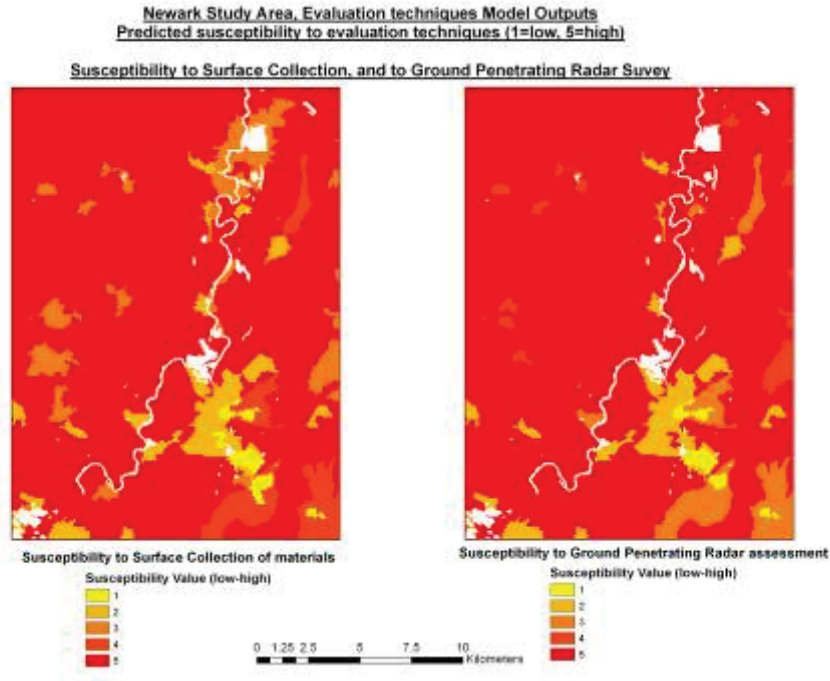 Newark Study Area, Evaluation techniques Model Outputs
Predicted susceptibility to evaluation techniques (1=low, 5=high)
Susceptibility to Surface Collection, and to Ground Penetrating Radar Suvey
Susceptibility to Surface Collection of materials
Susceptibility Value (low-high)
1
2
3
4
5
Susceptibility to Ground Penetrating Radar assessment
Susceptibility Value (low-high)
1
2
3
4
5
0 1.25 2.5 5 7.5 10
Kilometers